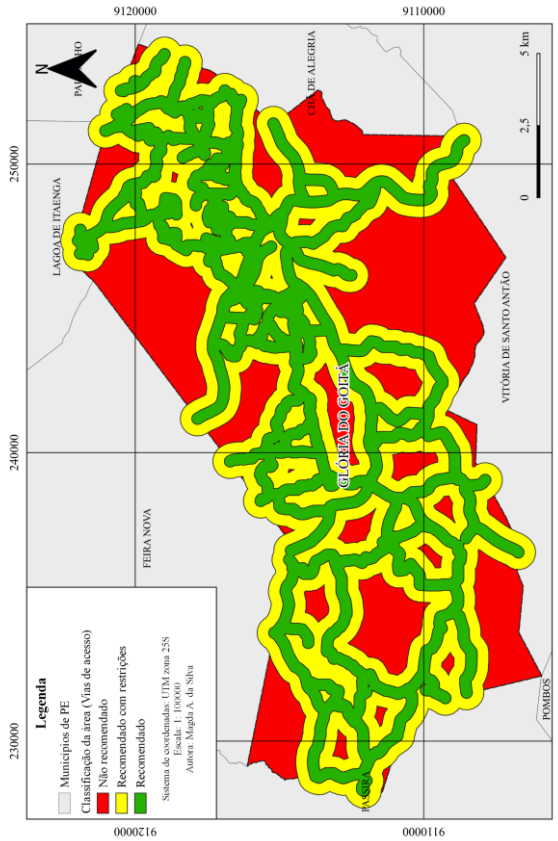 Legenda
Municípios de PE
Classificação da área (Vias de acesso)
Não recomendado
Recomendado com restrições
Recomendado
Sistema de coordenadas: UTM zona 25S
Escala: 1: 100000
Autora: Magda A. da Silva
230000
240000
250000
9120000
9110000
9120000
9110000
N
LAGOA DE ITAENGA
FEIRA NOVA
CHÃ DE ALEGRIA
GLÓRIA DO GOITÁ
VITÓRIA DE SANTO ANTÃO
PASSIRA
POMBOS
0
2,5
5 km